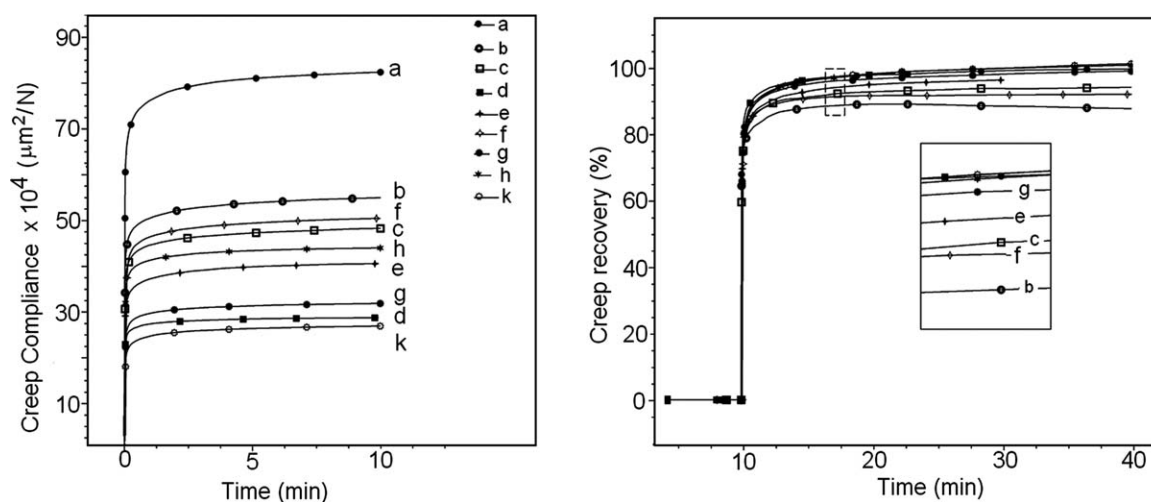 90
70
50
30
10
Creep Compliance x 10⁴ (μm²/N)
a
b
f
c
h
e
g
d
k
a
b
c
d
e
f
g
h
k
0
5
10
Time (min)
100
80
60
40
20
0
Creep recovery (%)
g
e
c
f
b
10
20
30
40
Time (min)